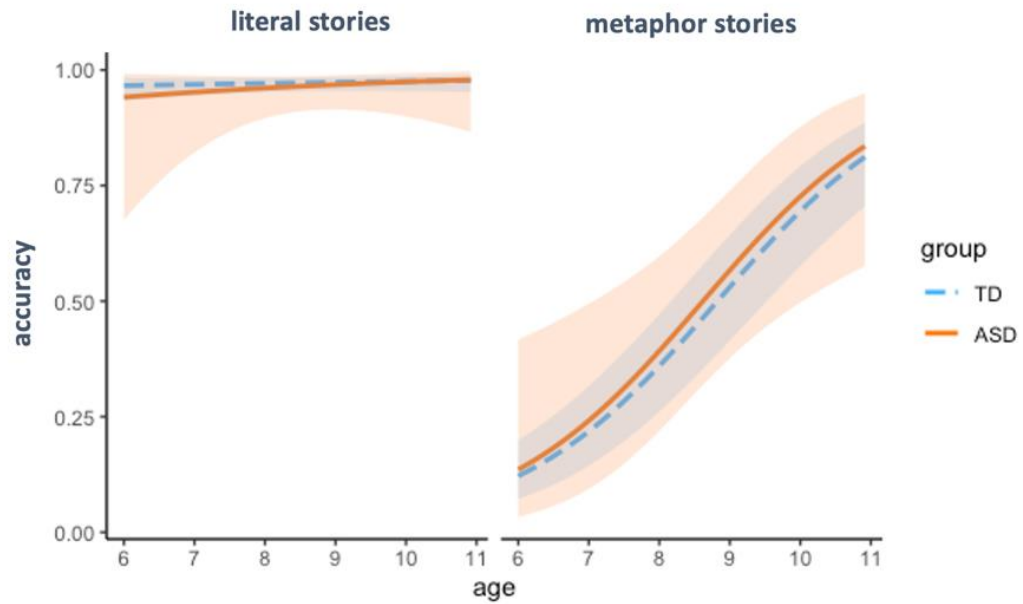 literal stories
metaphor stories
1.00
0.75
0.50
0.25
0.00
accuracy
6 7 8 9 10 11
6 7 8 9 10 11
age
group
TD
ASD